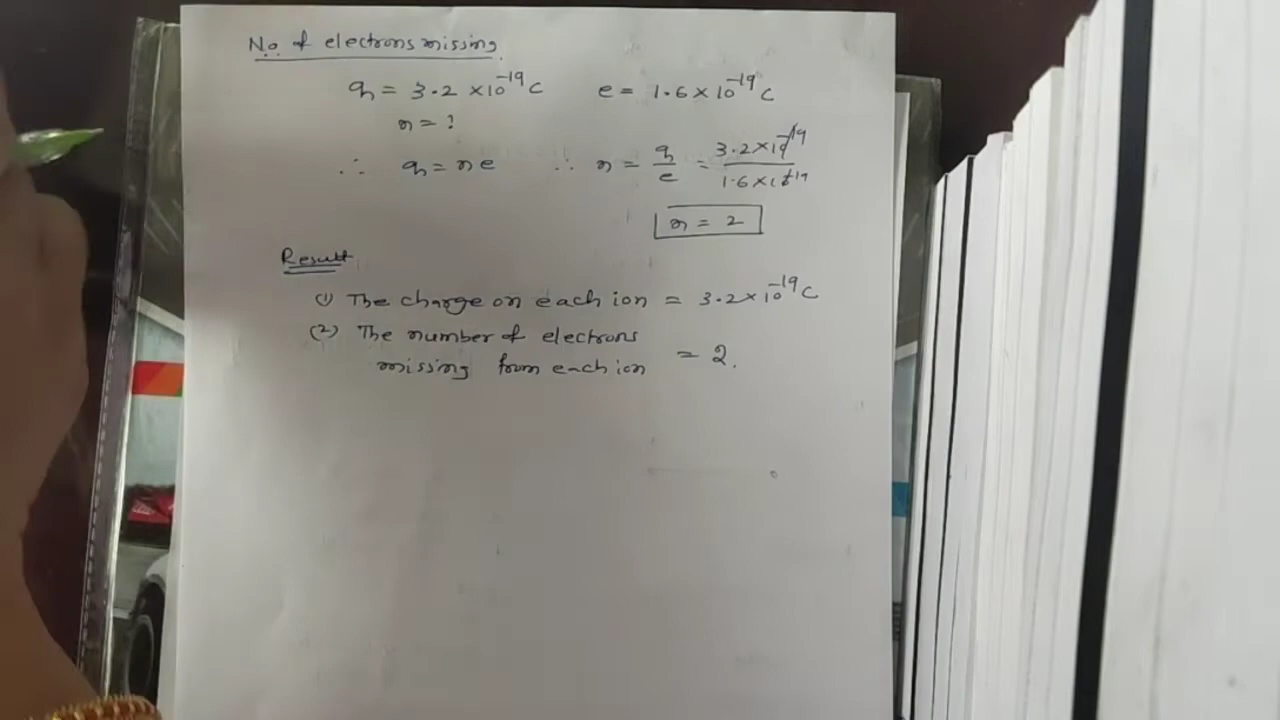 No. of electrons missing.
q = 3.2 × 10⁻¹⁹ C e = 1.6 × 10⁻¹⁹ C
n = ?
∴ q = ne ∴ n = q/e = 3.2 × 10⁻¹⁹ / 1.6 × 10⁻¹⁹
n = 2
Result
(1) The charge on each ion = 3.2 × 10⁻¹⁹ C
(2) The number of electrons
missing from each ion = 2.